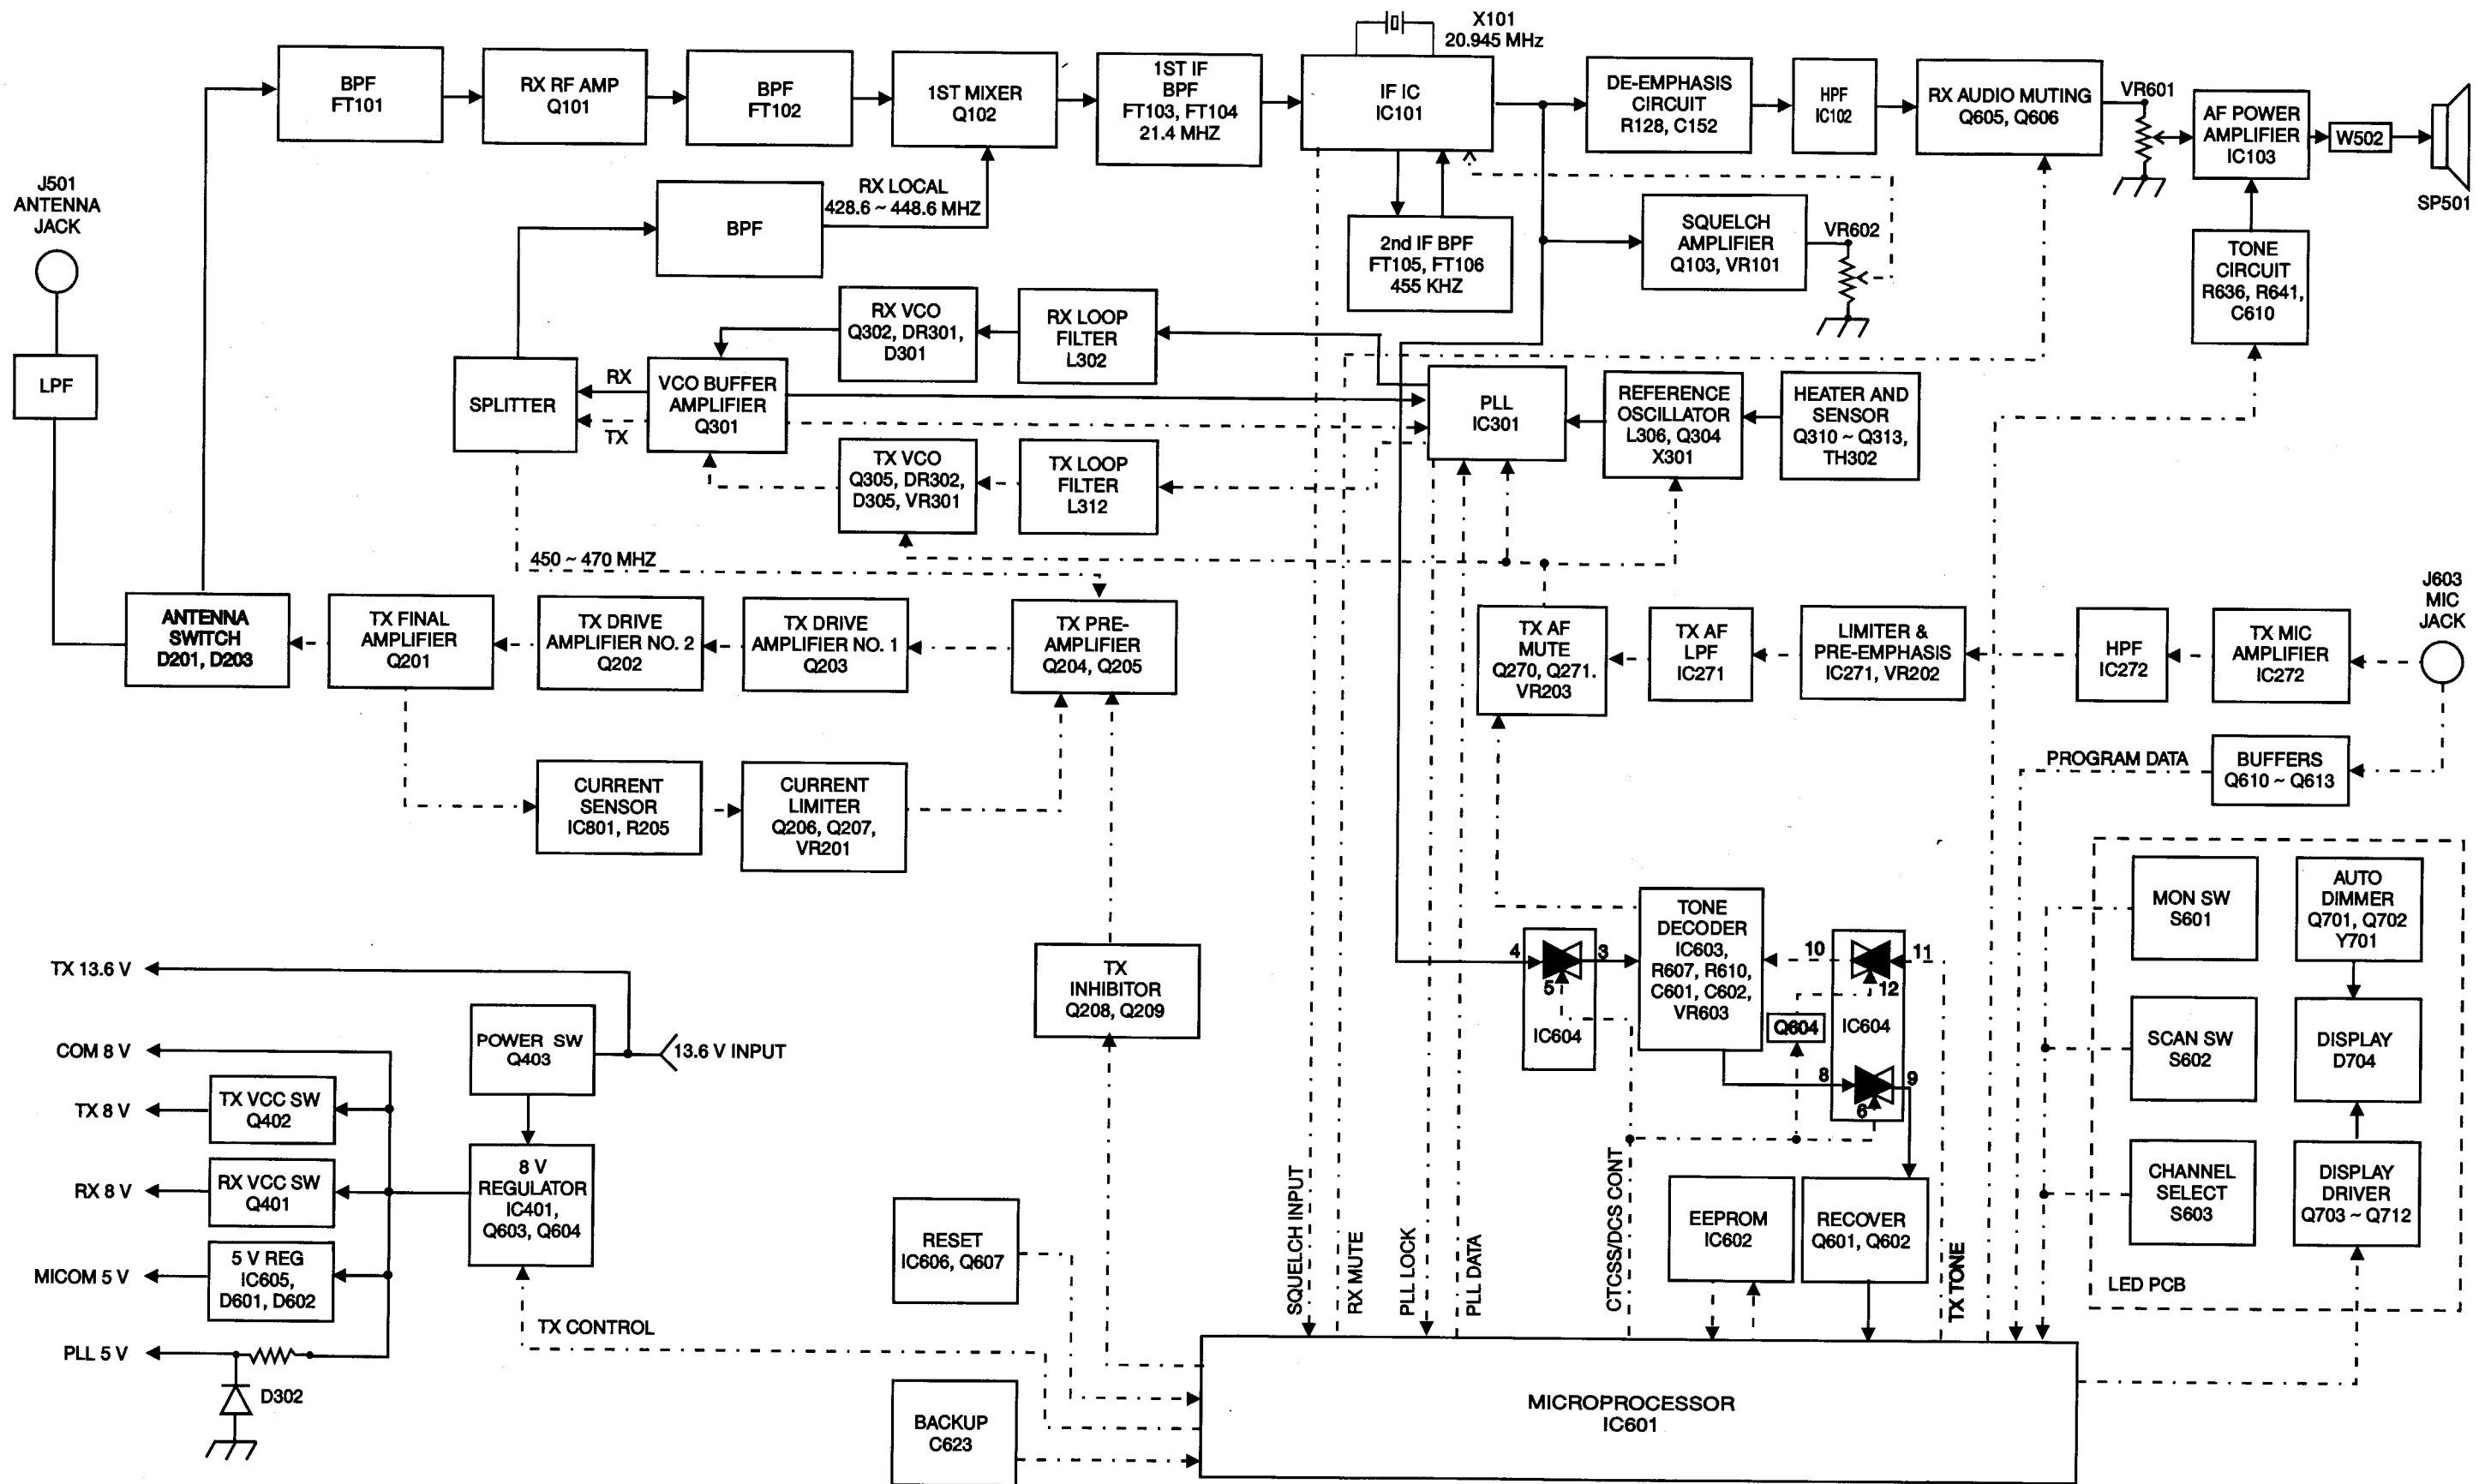 X101
20.945 MHz
BPF
FT101
RX RF AMP
Q101
BPF
FT102
1ST MIXER
Q102
1ST IF
BPF
FT103, FT104
21.4 MHZ
IF IC
IC101
DE-EMPHASIS
CIRCUIT
R128, C152
HPF
IC102
RX AUDIO MUTING
Q605, Q606
VR601
AF POWER
AMPLIFIER
IC103
W502
SP501
J501
ANTENNA
JACK
BPF
RX LOCAL
428.6 ~ 448.6 MHZ
2nd IF BPF
FT105, FT106
455 KHZ
SQUELCH
AMPLIFIER
Q103, VR101
VR602
TONE
CIRCUIT
R636, R641,
C610
LPF
SPLITTER
RX
TX
VCO BUFFER
AMPLIFIER
Q301
RX VCO
Q302, DR301,
D301
RX LOOP
FILTER
L302
PLL
IC301
REFERENCE
OSCILLATOR
L306, Q304
X301
HEATER AND
SENSOR
Q310 ~ Q313,
TH302
TX VCO
Q305, DR302,
D305, VR301
TX LOOP
FILTER
L312
450 ~ 470 MHZ
ANTENNA
SWITCH
D201, D203
TX FINAL
AMPLIFIER
Q201
TX DRIVE
AMPLIFIER NO. 2
Q202
TX DRIVE
AMPLIFIER NO. 1
Q203
TX PRE-
AMPLIFIER
Q204, Q205
TX AF
MUTE
Q270, Q271.
VR203
TX AF
LPF
IC271
LIMITER &
PRE-EMPHASIS
IC271, VR202
HPF
IC272
TX MIC
AMPLIFIER
IC272
J603
MIC
JACK
CURRENT
SENSOR
IC801, R205
CURRENT
LIMITER
Q206, Q207,
VR201
PROGRAM DATA
BUFFERS
Q610 ~ Q613
TX 13.6 V
COM 8 V
TX 8 V
RX 8 V
MICOM 5 V
PLL 5 V
POWER SW
Q403
13.6 V INPUT
TX VCC SW
Q402
RX VCC SW
Q401
5 V REG
IC605,
D601, D602
8 V
REGULATOR
IC401,
Q603, Q604
D302
TX CONTROL
TX
INHIBITOR
Q208, Q209
RESET
IC606, Q607
BACKUP
C623
4
3
5
IC604
TONE
DECODER
IC603,
R607, R610,
C601, C602,
VR603
10
11
12
Q604
IC604
8
9
6
EEPROM
IC602
RECOVER
Q601, Q602
SQUELCH INPUT
RX MUTE
PLL LOCK
PLL DATA
CTCSS/DCS CONT
TX TONE
MON SW
S601
AUTO
DIMMER
Q701, Q702
Y701
SCAN SW
S602
DISPLAY
D704
CHANNEL
SELECT
S603
DISPLAY
DRIVER
Q703 ~ Q712
LED PCB
MICROPROCESSOR
IC601